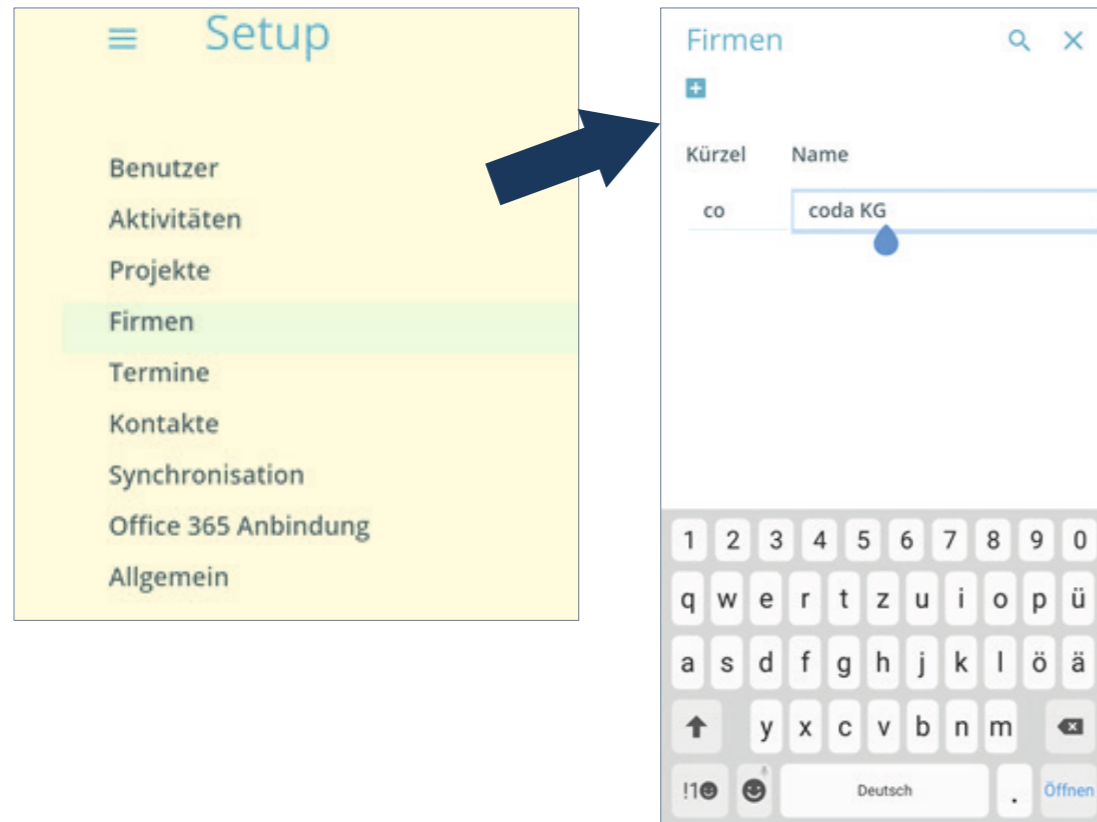 Setup
Benutzer
Aktivitäten
Projekte
Firmen
Termine
Kontakte
Synchronisation
Office 365 Anbindung
Allgemein
Firmen
Kürzel Name
co coda KG
1 2 3 4 5 6 7 8 9 0
q w e r t z u i o p ü
a s d f g h j k l ö ä
y x c v b n m
!1 Deutsch . Öffnen